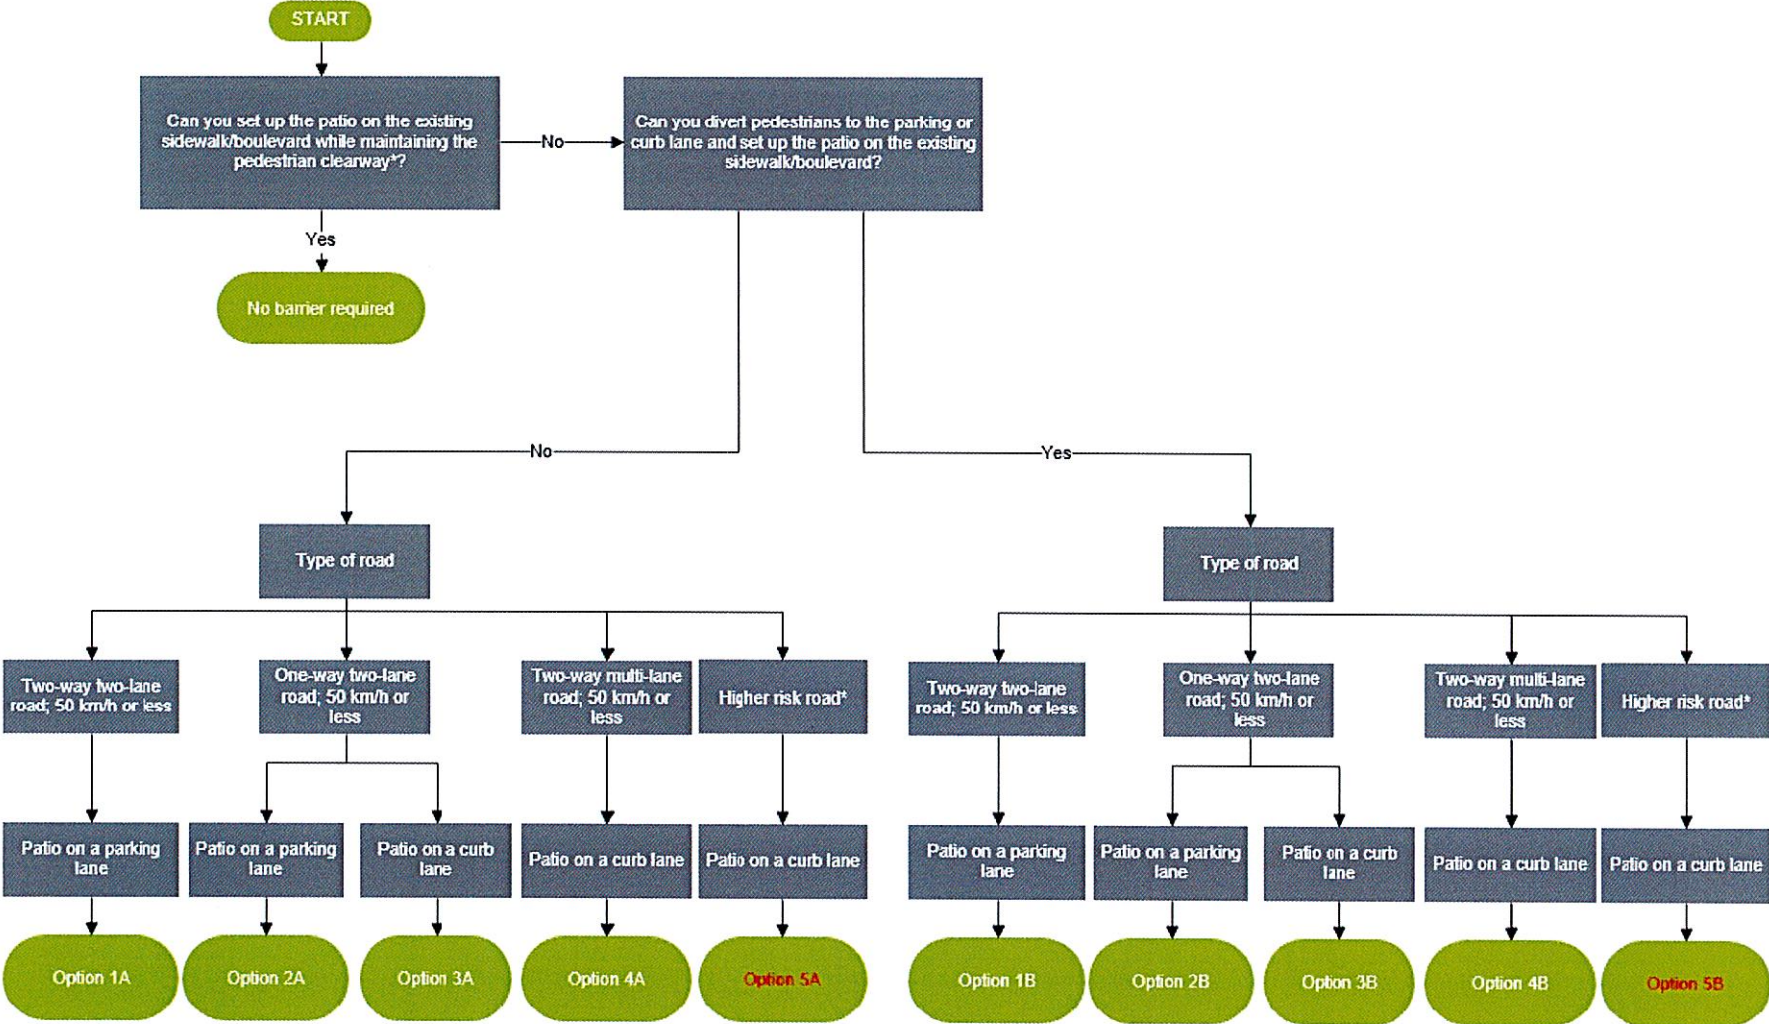 START
Can you set up the patio on the existing
sidewalk/boulevard while maintaining the
pedestrian clearway*?
No
Can you divert pedestrians to the parking or
curb lane and set up the patio on the existing
sidewalk/boulevard?
Yes
No barrier required
No
Yes
Type of road
Type of road
Two-way two-lane
road; 50 km/h or less
One-way two-lane
road; 50 km/h or
less
Two-way multi-lane
road; 50 km/h or
less
Higher risk road*
Two-way two-lane
road; 50 km/h or less
One-way two-lane
road; 50 km/h or
less
Two-way multi-lane
road; 50 km/h or
less
Higher risk road*
Patio on a parking
lane
Patio on a parking
lane
Patio on a curb
lane
Patio on a curb lane
Patio on a curb lane
Patio on a parking
lane
Patio on a parking
lane
Patio on a curb
lane
Patio on a curb lane
Patio on a curb lane
Option 1A
Option 2A
Option 3A
Option 4A
Option 5A
Option 1B
Option 2B
Option 3B
Option 4B
Option 5B